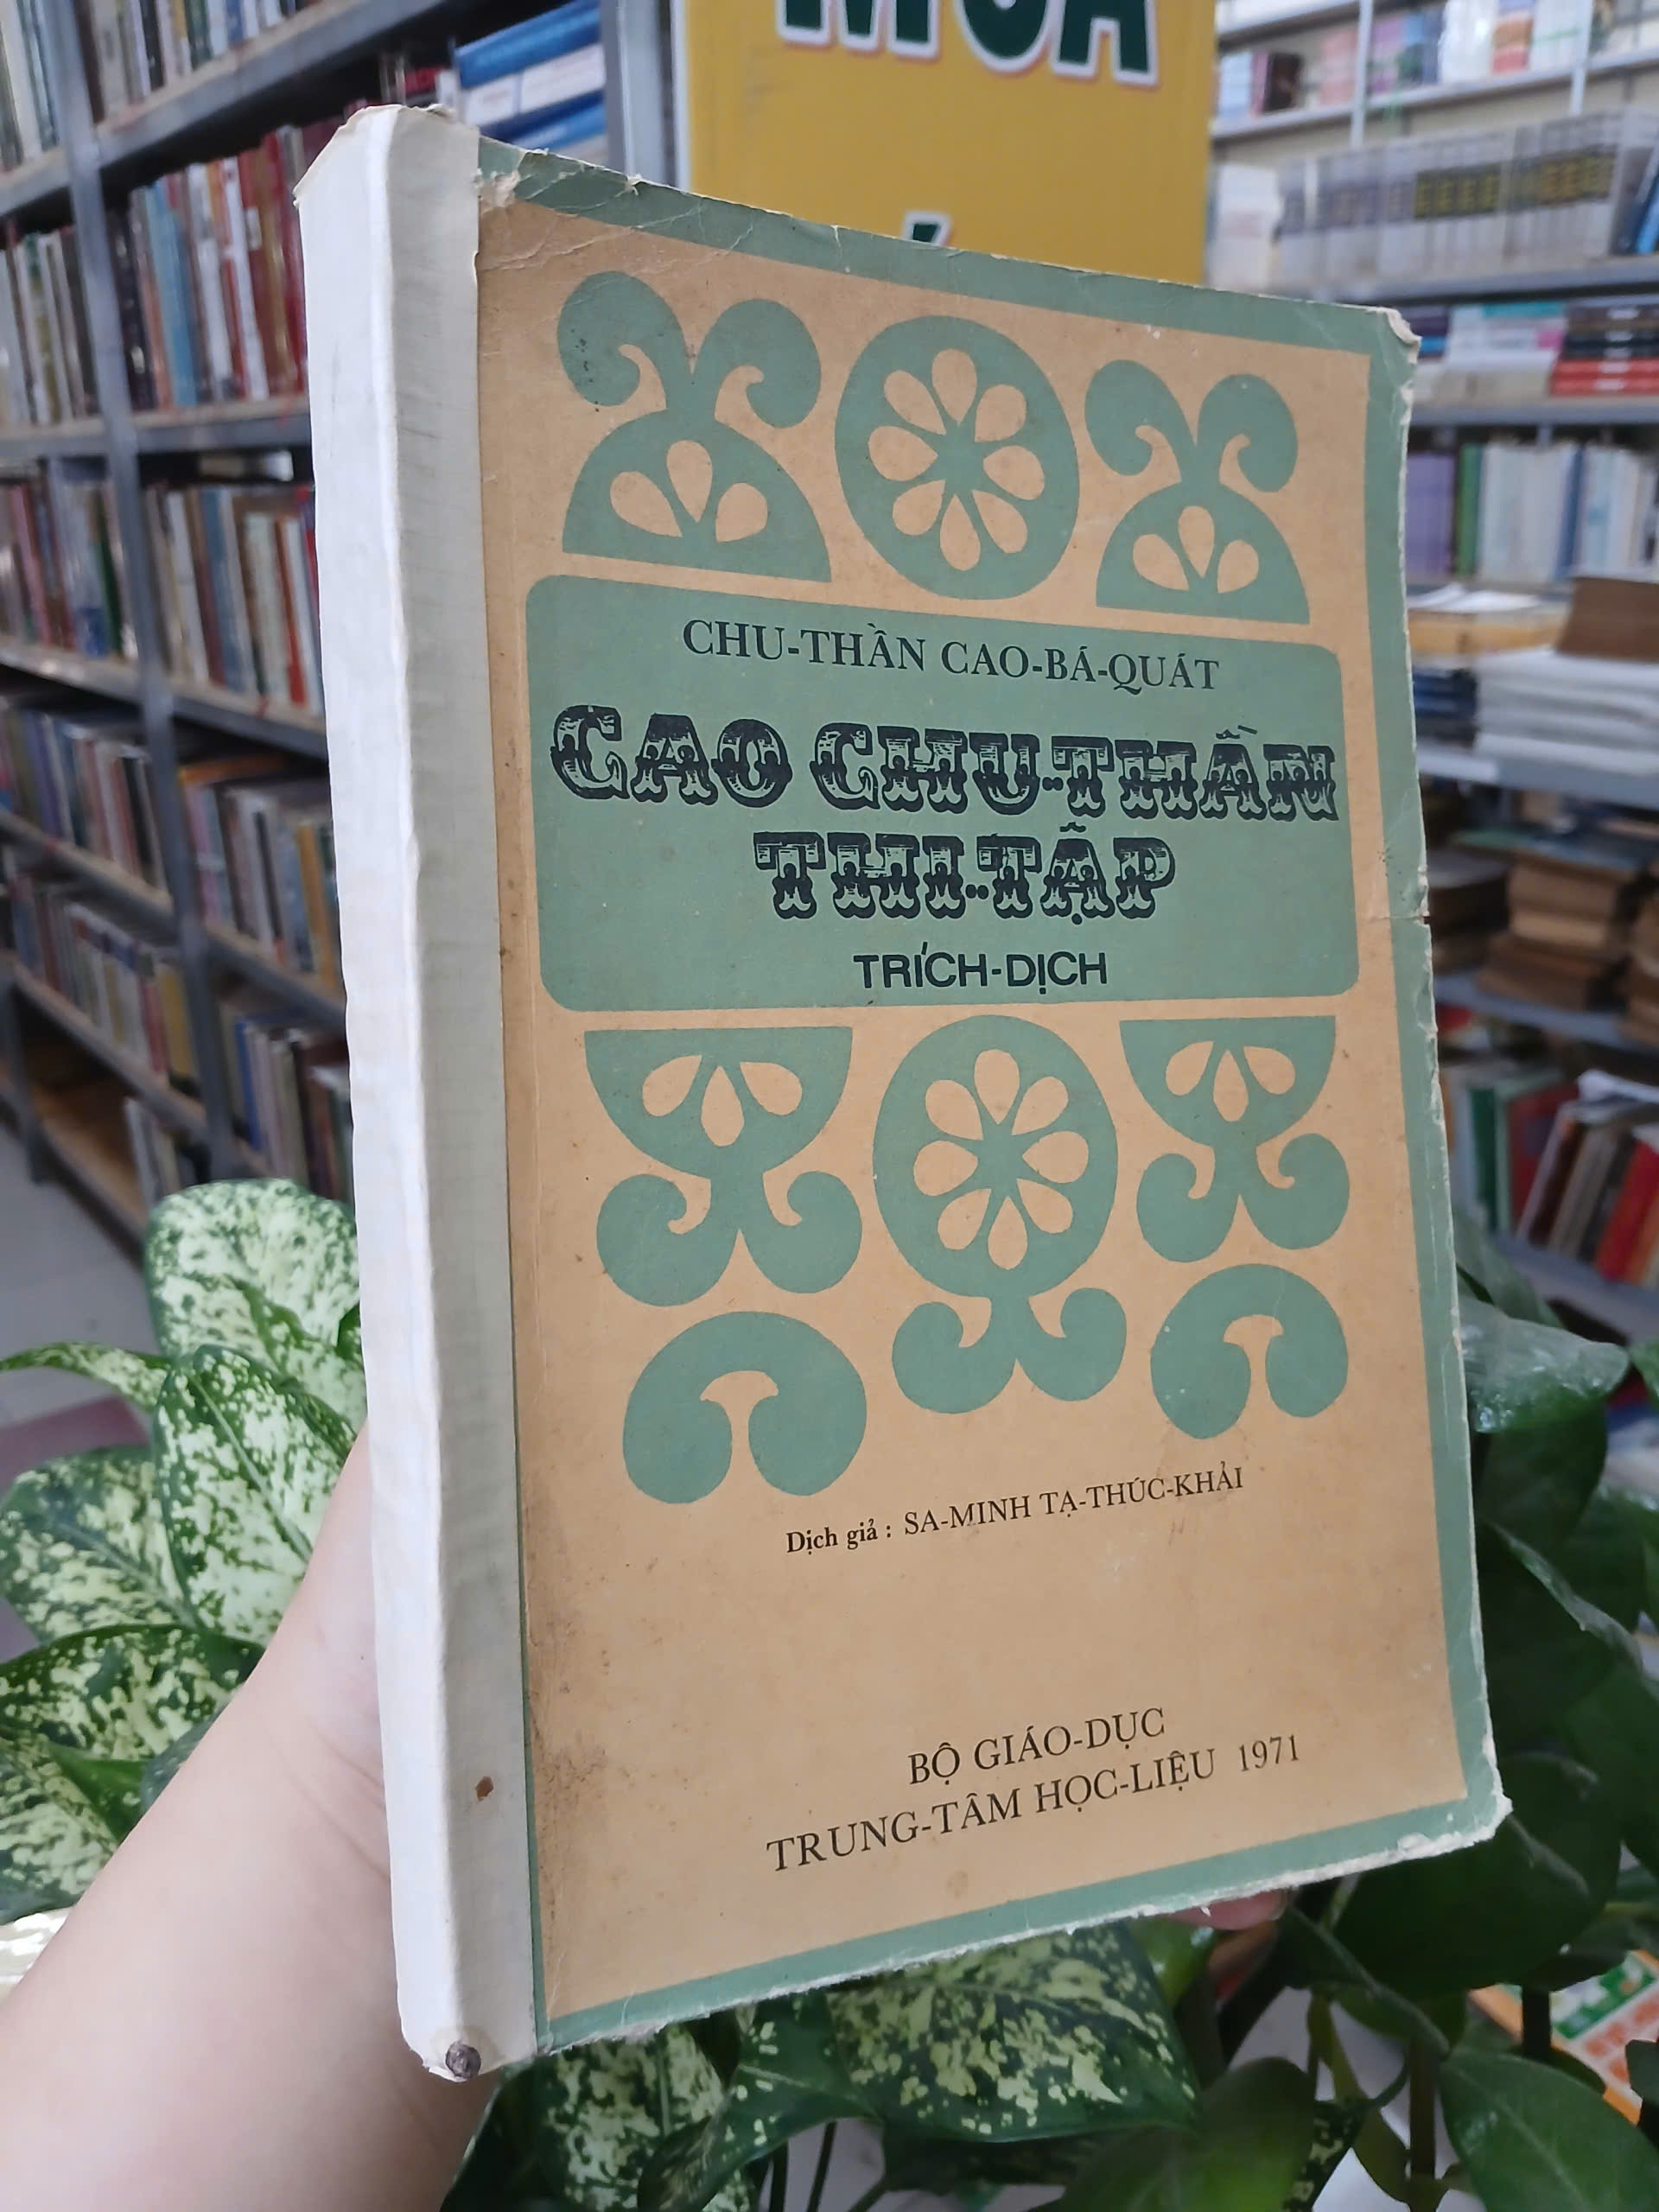 MUA
CHU-THẦN CAO-BÁ-QUÁT
CAO CHU-THẦN
THI-TẬP
TRÍCH-DỊCH
Dịch giả : SA-MINH TẠ-THÚC-KHẢI
BỘ GIÁO-DỤC
TRUNG-TÂM HỌC-LIỆU 1971